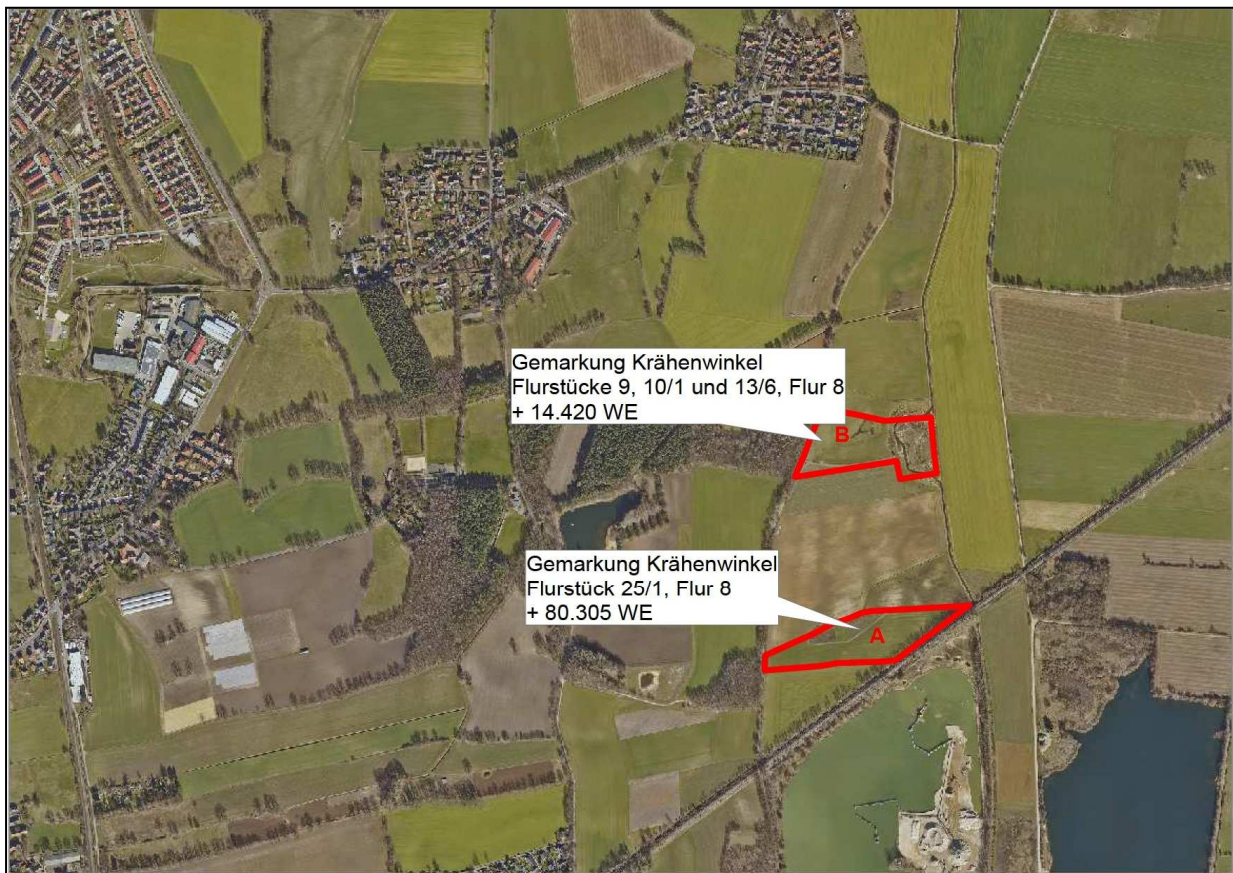 Gemarkung Krähenwinkel
Flurstücke 9, 10/1 und 13/6, Flur 8
+ 14.420 WE
B
Gemarkung Krähenwinkel
Flurstück 25/1, Flur 8
+ 80.305 WE
A